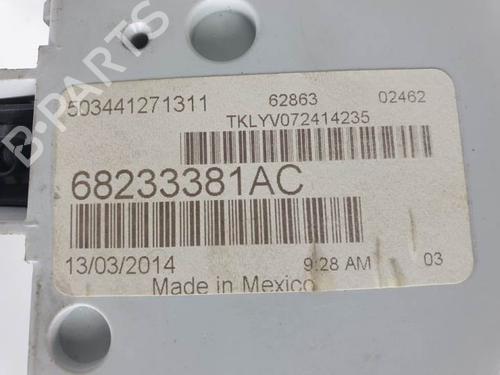 B-PARTS
503441271311 62863 02462
TKLYV072414235
68233381AC
13/03/2014 9:28 AM 03
Made in Mexico